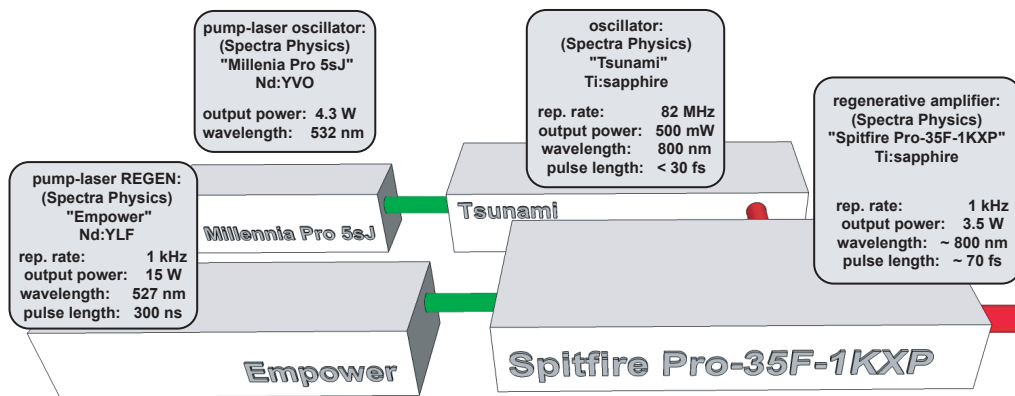 pump-laser oscillator:
(Spectra Physics)
"Millenia Pro 5sJ"
Nd:YVO
output power: 4.3 W
wavelength: 532 nm
oscillator:
(Spectra Physics)
"Tsunami"
Ti:sapphire
rep. rate: 82 MHz
output power: 500 mW
wavelength: 800 nm
pulse length: < 30 fs
regenerative amplifier:
(Spectra Physics)
"Spitfire Pro-35F-1KXP"
Ti:sapphire
rep. rate: 1 kHz
output power: 3.5 W
wavelength: ~ 800 nm
pulse length: ~ 70 fs
pump-laser REGEN:
(Spectra Physics)
"Empower"
Nd:YLF
rep. rate: 1 kHz
output power: 15 W
wavelength: 527 nm
pulse length: 300 ns
Millennia Pro 5sJ
Tsunami
Empower
Spitfire Pro-35F-1KXP